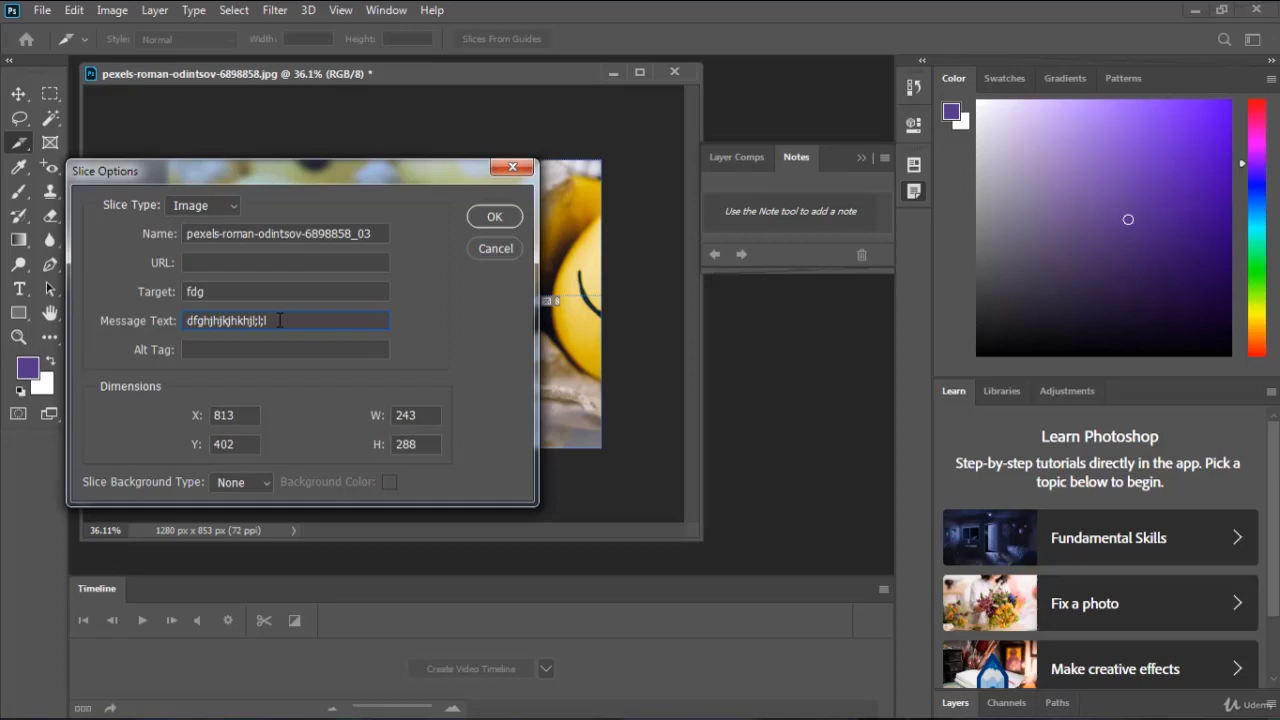 Ps File Edit Image Layer Type Select Filter 3D View Window Help
Style: Normal Width: Height: Slices From Guides
Ps pexels-roman-odintsov-6898858.jpg @ 36.1% (RGB/8) *
Color Swatches Gradients Patterns
Layer Comps Notes
Use the Note tool to add a note
Slice Options
Slice Type: Image
OK
Name: pexels-roman-odintsov-6898858_03
Cancel
URL:
Target: fdg
Message Text: dfghjhjkjhkhjl;l;l
Alt Tag:
Dimensions
X: 813 W: 243
Y: 402 H: 288
Slice Background Type: None Background Color:
36.11% 1280 px x 853 px (72 ppi)
Learn Libraries Adjustments
Learn Photoshop
Step-by-step tutorials directly in the app. Pick a
topic below to begin.
Fundamental Skills
Fix a photo
Make creative effects
Timeline
Create Video Timeline
Layers Channels Paths
Udemy